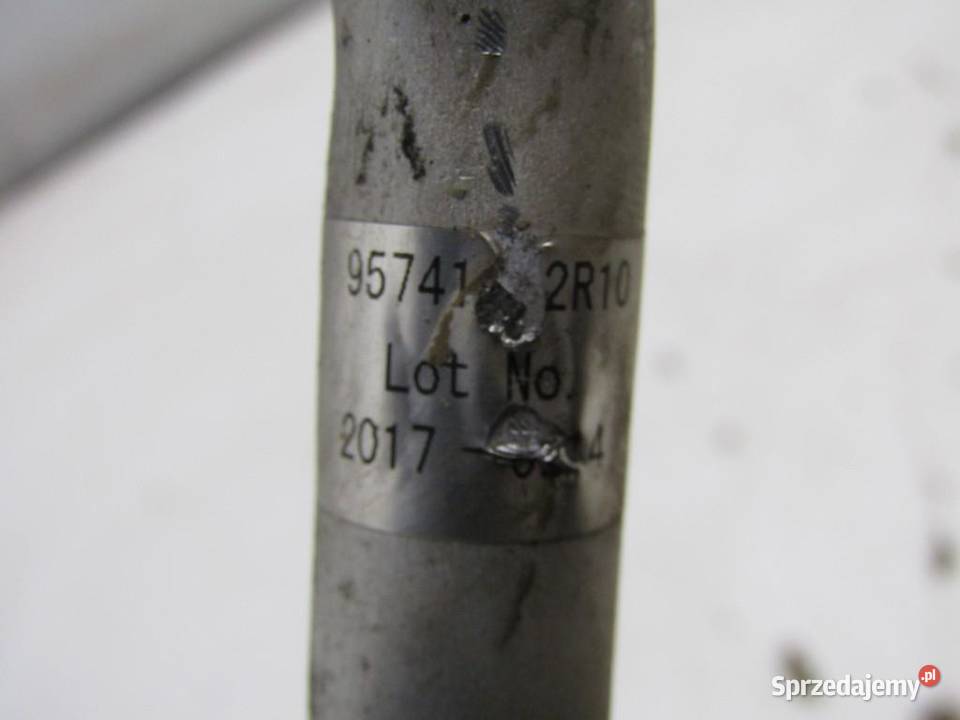 95741 2R10
Lot No.
2017 -
Sprzedajemy.pl